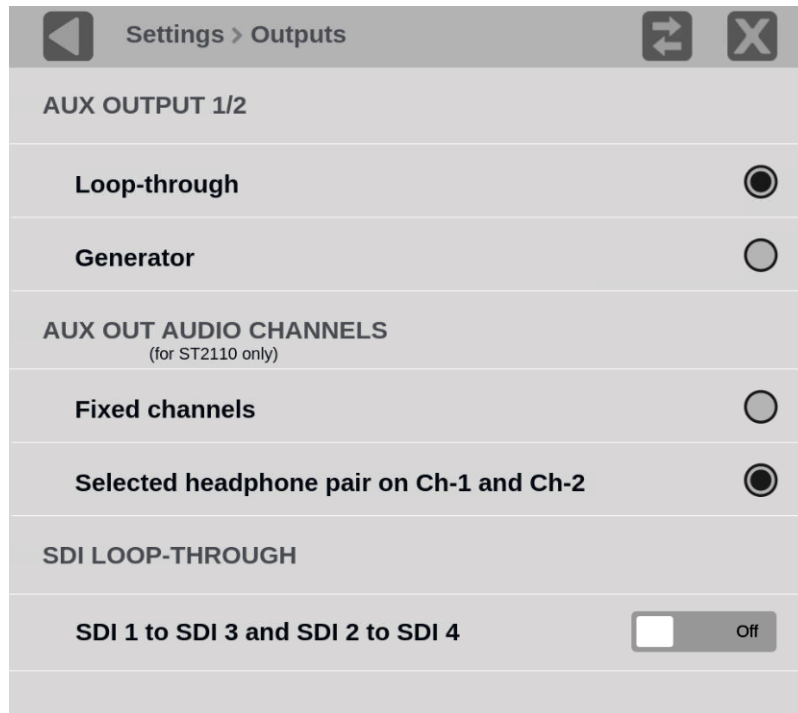 Settings > Outputs
AUX OUTPUT 1/2
Loop-through
Generator
AUX OUT AUDIO CHANNELS
(for ST2110 only)
Fixed channels
Selected headphone pair on Ch-1 and Ch-2
SDI LOOP-THROUGH
SDI 1 to SDI 3 and SDI 2 to SDI 4
Off